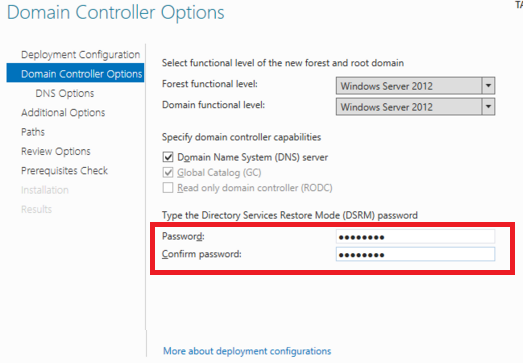 Domain Controller Options
TA
Deployment Configuration
Domain Controller Options
DNS Options
Additional Options
Paths
Review Options
Prerequisites Check
Installation
Results
Select functional level of the new forest and root domain
Forest functional level: Windows Server 2012
Domain functional level: Windows Server 2012
Specify domain controller capabilities
Domain Name System (DNS) server
Global Catalog (GC)
Read only domain controller (RODC)
Type the Directory Services Restore Mode (DSRM) password
Password: ●●●●●●●●
Confirm password: ●●●●●●●●
More about deployment configurations